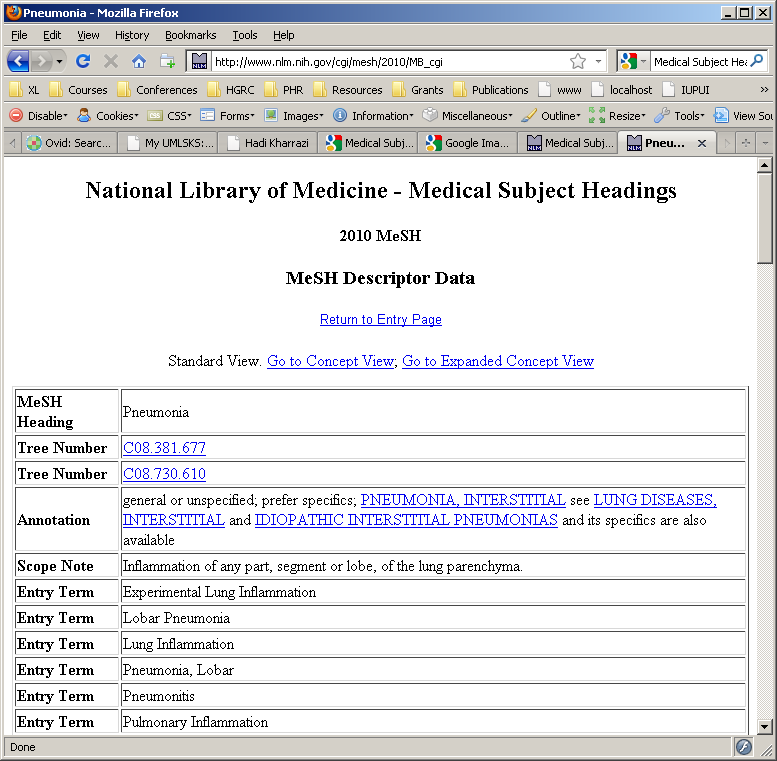 Pneumonia - Mozilla Firefox
File Edit View History Bookmarks Tools Help
NLM http://www.nlm.nih.gov/cgi/mesh/2010/MB_cgi Medical Subject Hea
XL Courses Conferences HGRC PHR Resources Grants Publications www localhost IUPUI »
Disable▾ Cookies▾ CSS▾ Forms▾ Images▾ Information▾ Miscellaneous▾ Outline▾ Resize▾ Tools▾ View Sou
Ovid: Searc... My UMLSKS:... Hadi Kharrazi Medical Subj... Google Ima... NLM Medical Subj... NLM Pneu...
National Library of Medicine - Medical Subject Headings
2010 MeSH
MeSH Descriptor Data
Return to Entry Page
Standard View. Go to Concept View; Go to Expanded Concept View
MeSH Heading Pneumonia
Tree Number C08.381.677
Tree Number C08.730.610
Annotation general or unspecified; prefer specifics; PNEUMONIA, INTERSTITIAL see LUNG DISEASES,
INTERSTITIAL and IDIOPATHIC INTERSTITIAL PNEUMONIAS and its specifics are also
available
Scope Note Inflammation of any part, segment or lobe, of the lung parenchyma.
Entry Term Experimental Lung Inflammation
Entry Term Lobar Pneumonia
Entry Term Lung Inflammation
Entry Term Pneumonia, Lobar
Entry Term Pneumonitis
Entry Term Pulmonary Inflammation
Done